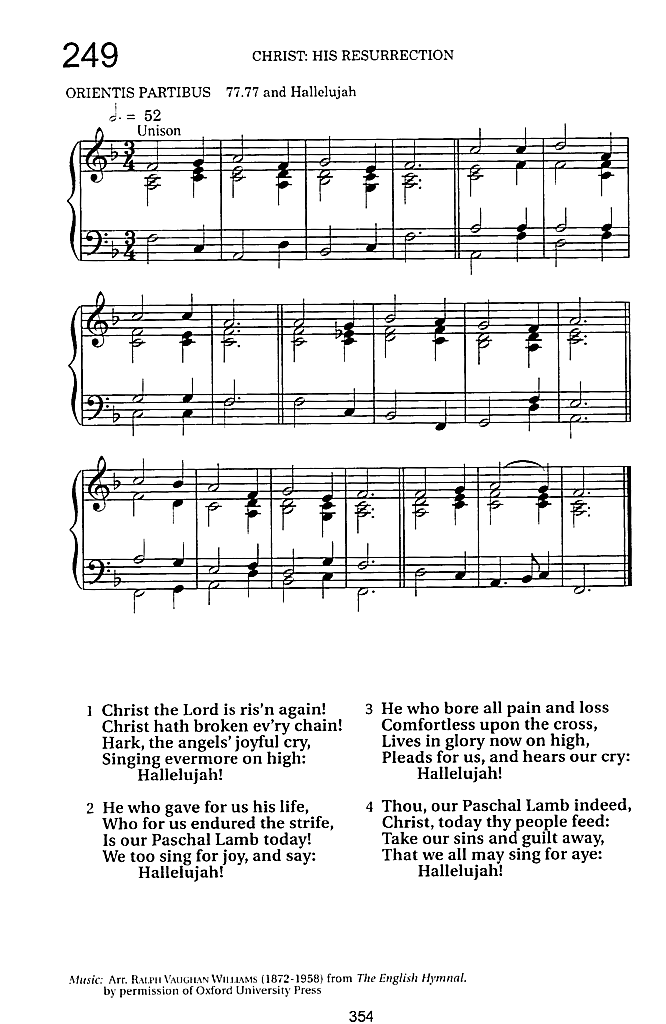 249
CHRIST: HIS RESURRECTION
ORIENTIS PARTIBUS 77.77 and Hallelujah
𝅗𝅥. = 52
Unison
1 Christ the Lord is ris'n again!
Christ hath broken ev'ry chain!
Hark, the angels' joyful cry,
Singing evermore on high:
Hallelujah!
2 He who gave for us his life,
Who for us endured the strife,
Is our Paschal Lamb today!
We too sing for joy, and say:
Hallelujah!
3 He who bore all pain and loss
Comfortless upon the cross,
Lives in glory now on high,
Pleads for us, and hears our cry:
Hallelujah!
4 Thou, our Paschal Lamb indeed,
Christ, today thy people feed:
Take our sins and guilt away,
That we all may sing for aye:
Hallelujah!
Music: Arr. RALPH VAUGHAN WILLIAMS (1872-1958) from The English Hymnal.
by permission of Oxford University Press
354